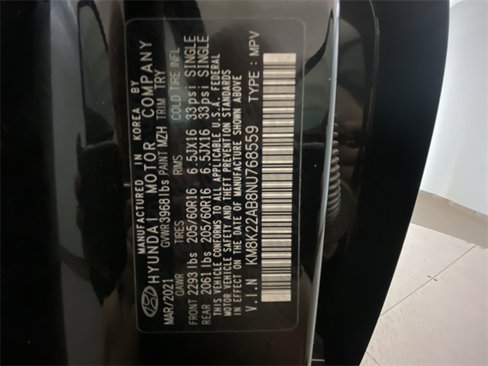 MANUFACTURED IN KOREA BY
HYUNDAI MOTOR COMPANY
MAR/2021 GVWR3968lbs PAINT MZH TRIM TRY
GAWR TIRES RMS COLD TIRE INFL
FRONT 2293lbs 205/60R16 6.5JX16 33psi SINGLE
REAR 2061lbs 205/60R16 6.5JX16 33psi SINGLE
THIS VEHICLE CONFORMS TO ALL APPLICABLE U.S.A. FEDERAL
MOTOR VEHICLE SAFETY, BUMPER, AND THEFT PREVENTION STANDARDS
IN EFFECT ON THE DATE OF MANUFACTURE SHOWN ABOVE
V.I.N KM8K22AB8NU768559 TYPE: MPV